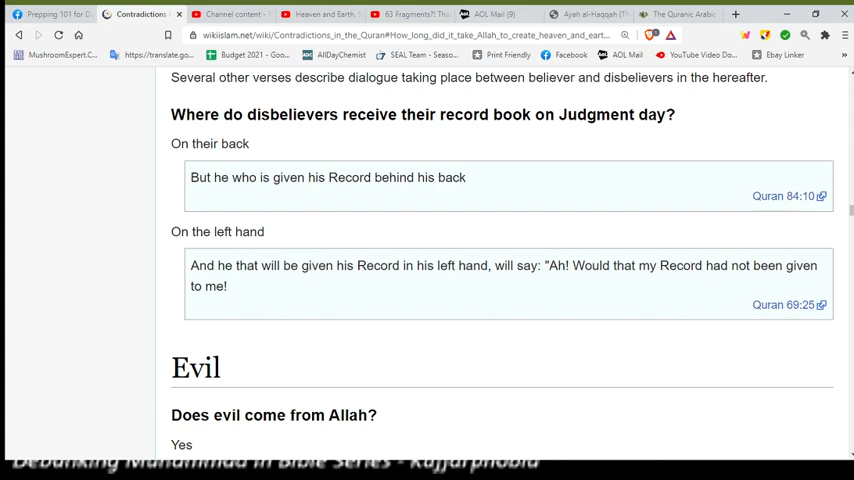 Prepping 101 for D
Contradictions
Channel content -
Heaven and Earth, S
63 Fragments?! Tha
AOL Mail (9)
Ayah al-Haqqah (Th
The Quranic Arabic
wikiislam.net/wiki/Contradictions_in_the_Quran#How_long_did_it_take_Allah_to_create_heaven_and_eart...
MushroomExpert.C...
https://translate.go...
Budget 2021 - Goo...
AllDayChemist
SEAL Team - Seaso...
Print Friendly
Facebook
AOL Mail
YouTube Video Do...
Ebay Linker
Several other verses describe dialogue taking place between believer and disbelievers in the hereafter.
Where do disbelievers receive their record book on Judgment day?
On their back
But he who is given his Record behind his back
Quran 84:10
On the left hand
And he that will be given his Record in his left hand, will say: "Ah! Would that my Record had not been given
to me!
Quran 69:25
Evil
Does evil come from Allah?
Yes
Debunking Muhammad in Bible Series - Kaffarphobia